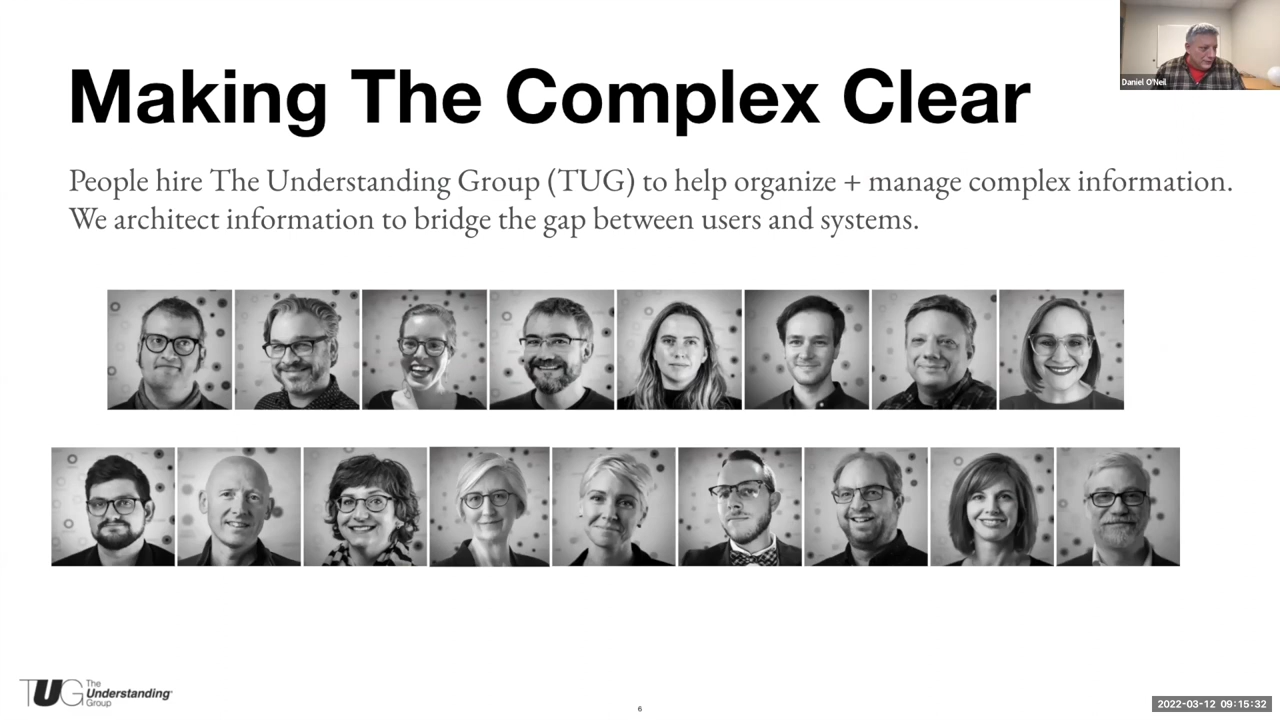 Making The Complex Clear
Daniel O'Neil
People hire The Understanding Group (TUG) to help organize + manage complex information.
We architect information to bridge the gap between users and systems.
TUG The
Understanding
Group
6
2022-03-12 09:15:32